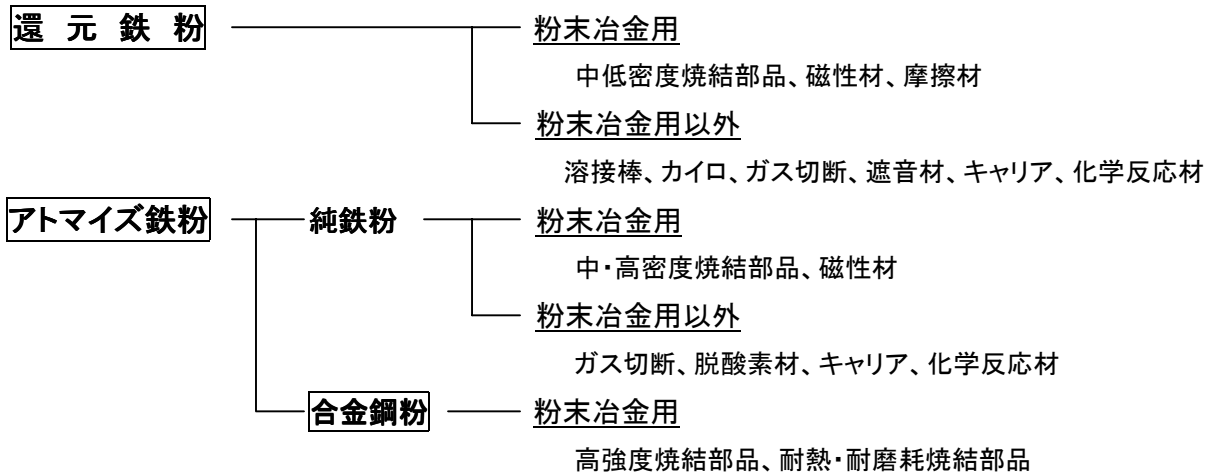 還 元 鉄 粉 粉末冶金用
中低密度焼結部品、磁性材、摩擦材
粉末冶金用以外
溶接棒、カイロ、ガス切断、遮音材、キャリア、化学反応材
アトマイズ鉄粉 純鉄粉 粉末冶金用
中・高密度焼結部品、磁性材
粉末冶金用以外
ガス切断、脱酸素材、キャリア、化学反応材
合金鋼粉 粉末冶金用
高強度焼結部品、耐熱・耐磨耗焼結部品